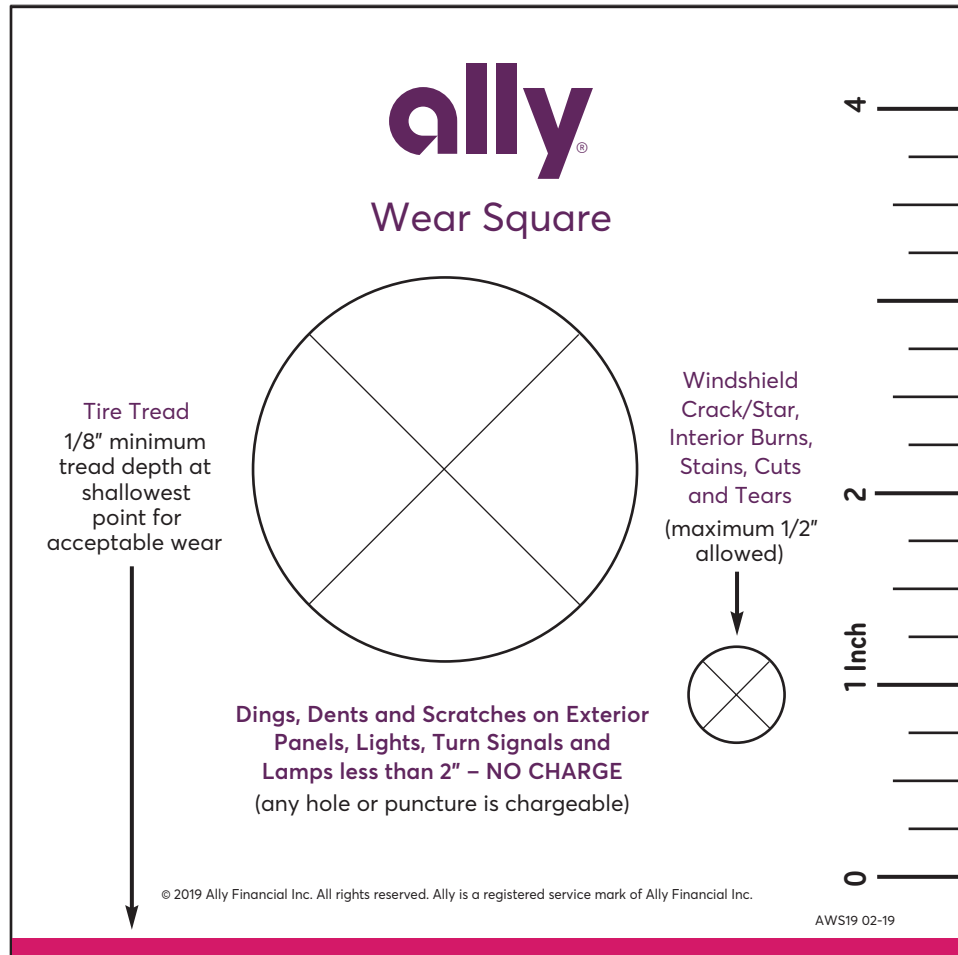 ally®
Wear Square
Tire Tread
1/8” minimum
tread depth at
shallowest
point for
acceptable wear
Windshield
Crack/Star,
Interior Burns,
Stains, Cuts
and Tears
(maximum 1/2”
allowed)
Dings, Dents and Scratches on Exterior
Panels, Lights, Turn Signals and
Lamps less than 2” – NO CHARGE
(any hole or puncture is chargeable)
4
2
1 Inch
0
© 2019 Ally Financial Inc. All rights reserved. Ally is a registered service mark of Ally Financial Inc.
AWS19 02-19